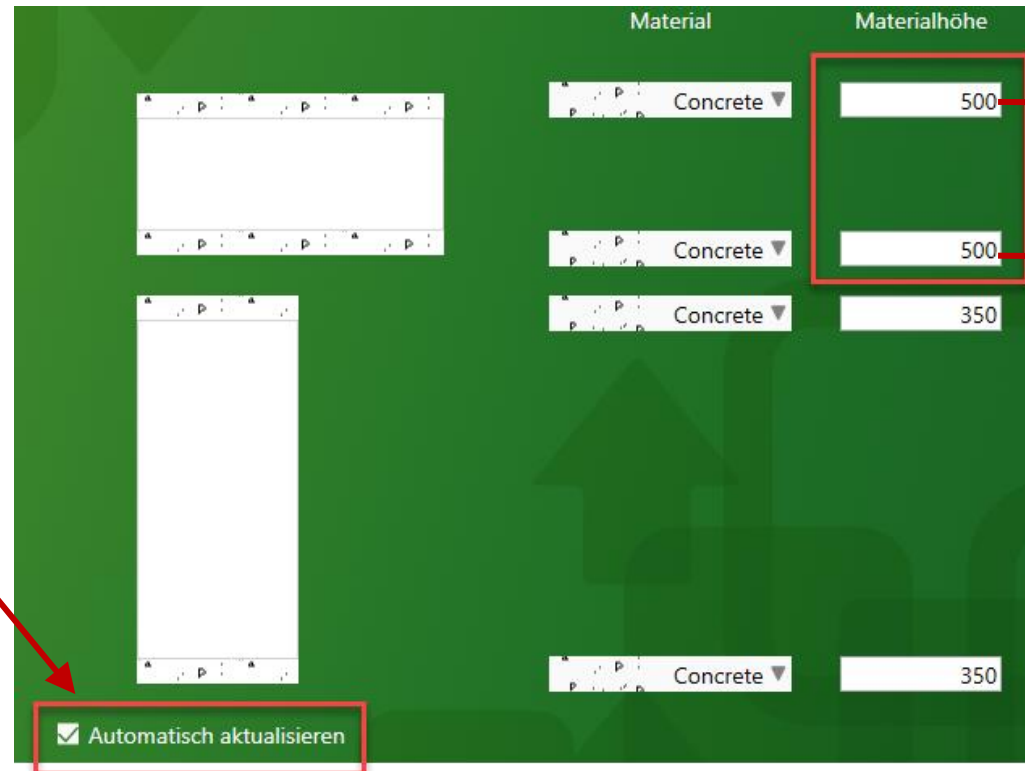 Material Materialhöhe
Concrete 500
Concrete 500
Concrete 350
Concrete 350
Automatisch aktualisieren